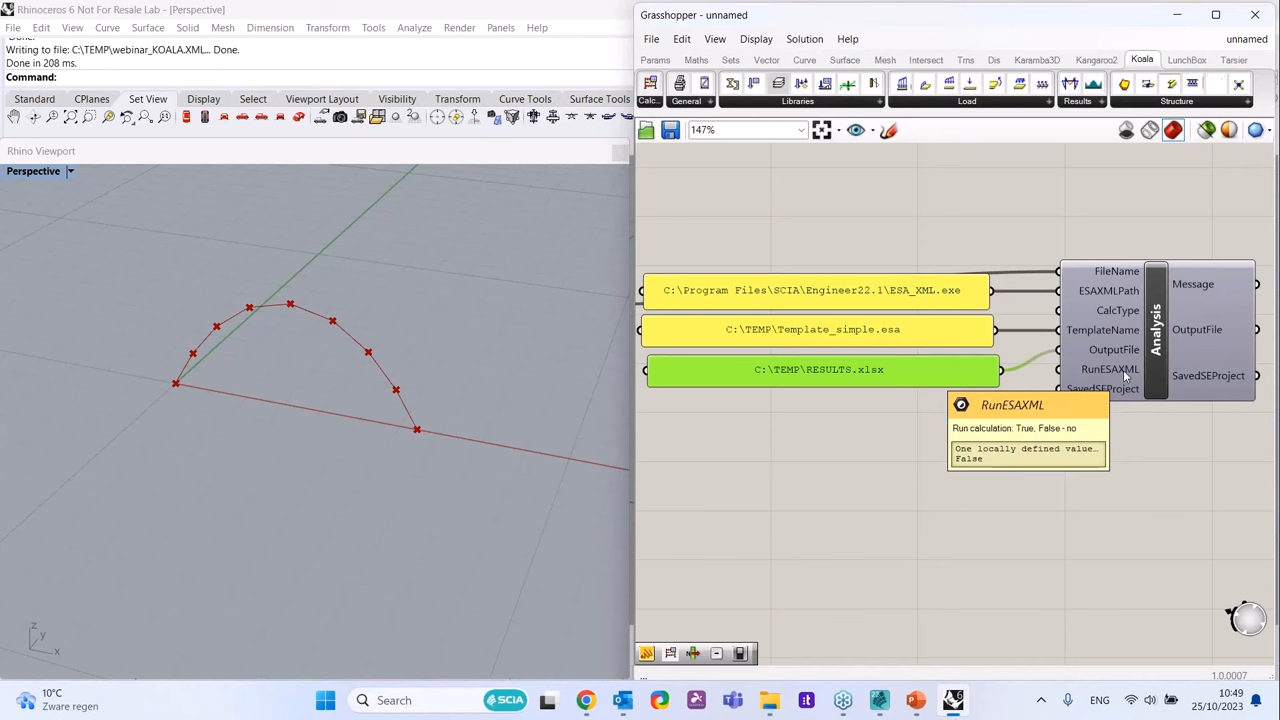 Rhinoceros 6 Not For Resale Lab - [Perspective]
File Edit View Curve Surface Solid Mesh Dimension Transform Tools Analyze Render Panels Help
Writing to file: C:\TEMP\webinar_KOALA.XML... Done.
Done in 208 ms.
Command:
Standard CPlanes Set View Display Select Viewport Layout Visibility Transform Curve Tools Surface Tools
Rhino Viewport
Perspective
z
y
x
Grasshopper - unnamed
File Edit View Display Solution Help
unnamed
Params Maths Sets Vector Curve Surface Mesh Intersect Trns Dis Karamba3D Kangaroo2 Koala LunchBox Tarsier
Calc... General Libraries Load Results Structure
147%
C:\Program Files\SCIA\Engineer22.1\ESA_XML.exe
C:\TEMP\Template_simple.esa
C:\TEMP\RESULTS.xlsx
FileName
ESAXMLPath
CalcType
TemplateName
OutputFile
RunESAXML
SavedSEProject
Analysis
Message
OutputFile
SavedSEProject
RunESAXML
Run calculation: True, False - no
One locally defined value…
False
...
1.0.0007
10°C
Zware regen
Search
SCIA
ENG
10:49
25/10/2023